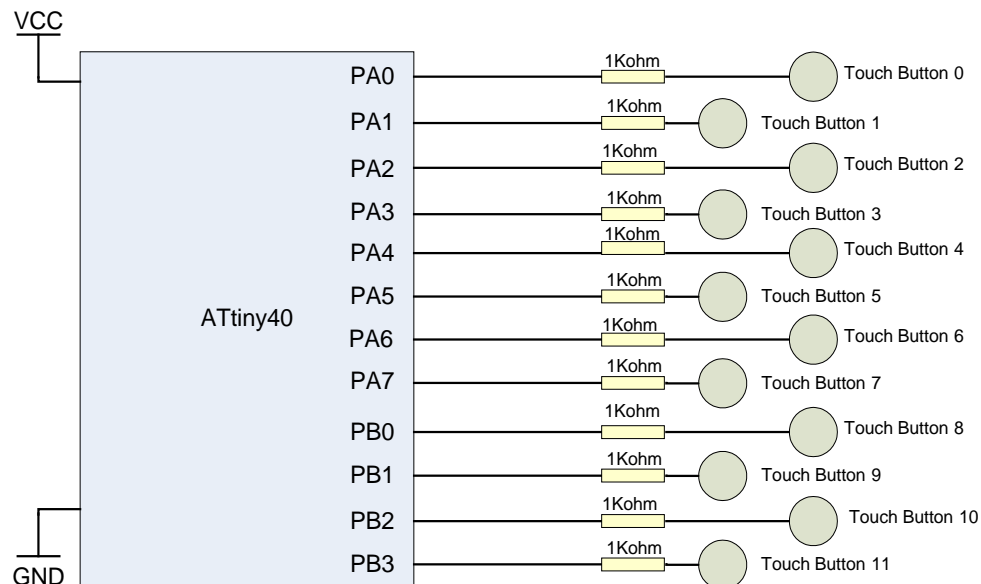 VCC
PA0 1Kohm Touch Button 0
PA1 1Kohm Touch Button 1
PA2 1Kohm Touch Button 2
PA3 1Kohm Touch Button 3
PA4 1Kohm Touch Button 4
PA5 1Kohm Touch Button 5
ATtiny40
PA6 1Kohm Touch Button 6
PA7 1Kohm Touch Button 7
PB0 1Kohm Touch Button 8
PB1 1Kohm Touch Button 9
PB2 1Kohm Touch Button 10
PB3 1Kohm Touch Button 11
GND